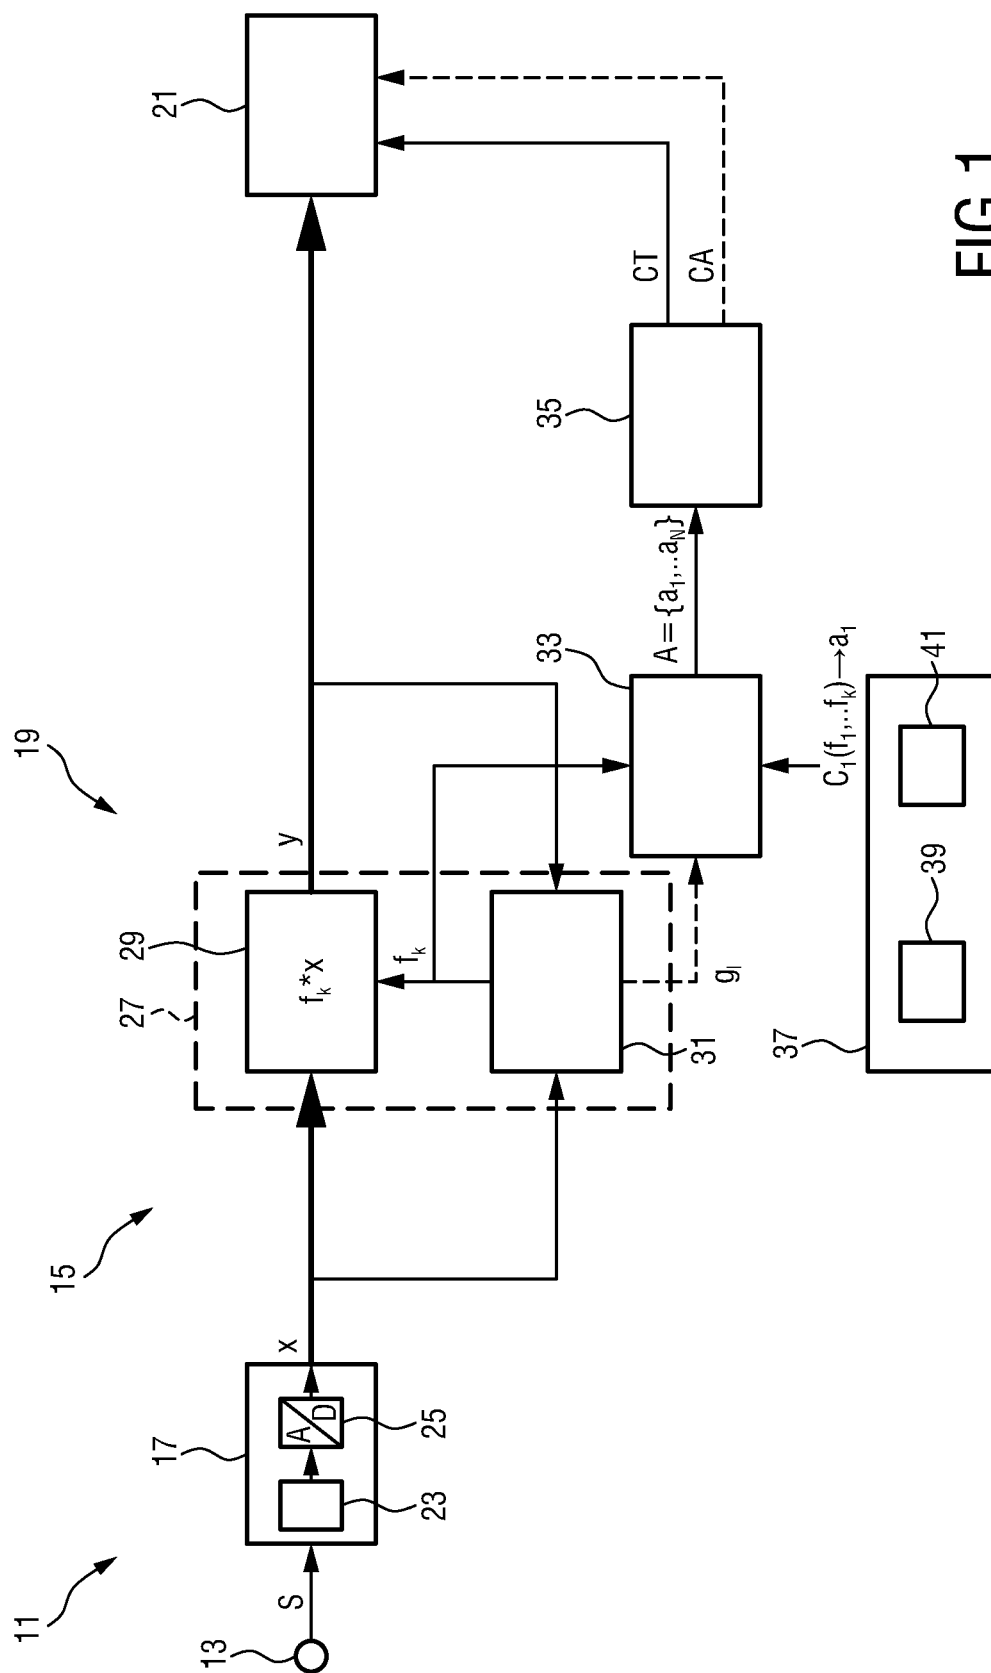 11
13
S
17
23
25
A
D
x
15
19
27
29
fₖ*x
fₖ
31
gₗ
y
33
A={a₁,..a_N}
C₁(f₁,..fₖ)→a₁
35
CT
CA
21
37
39
41
FIG 1